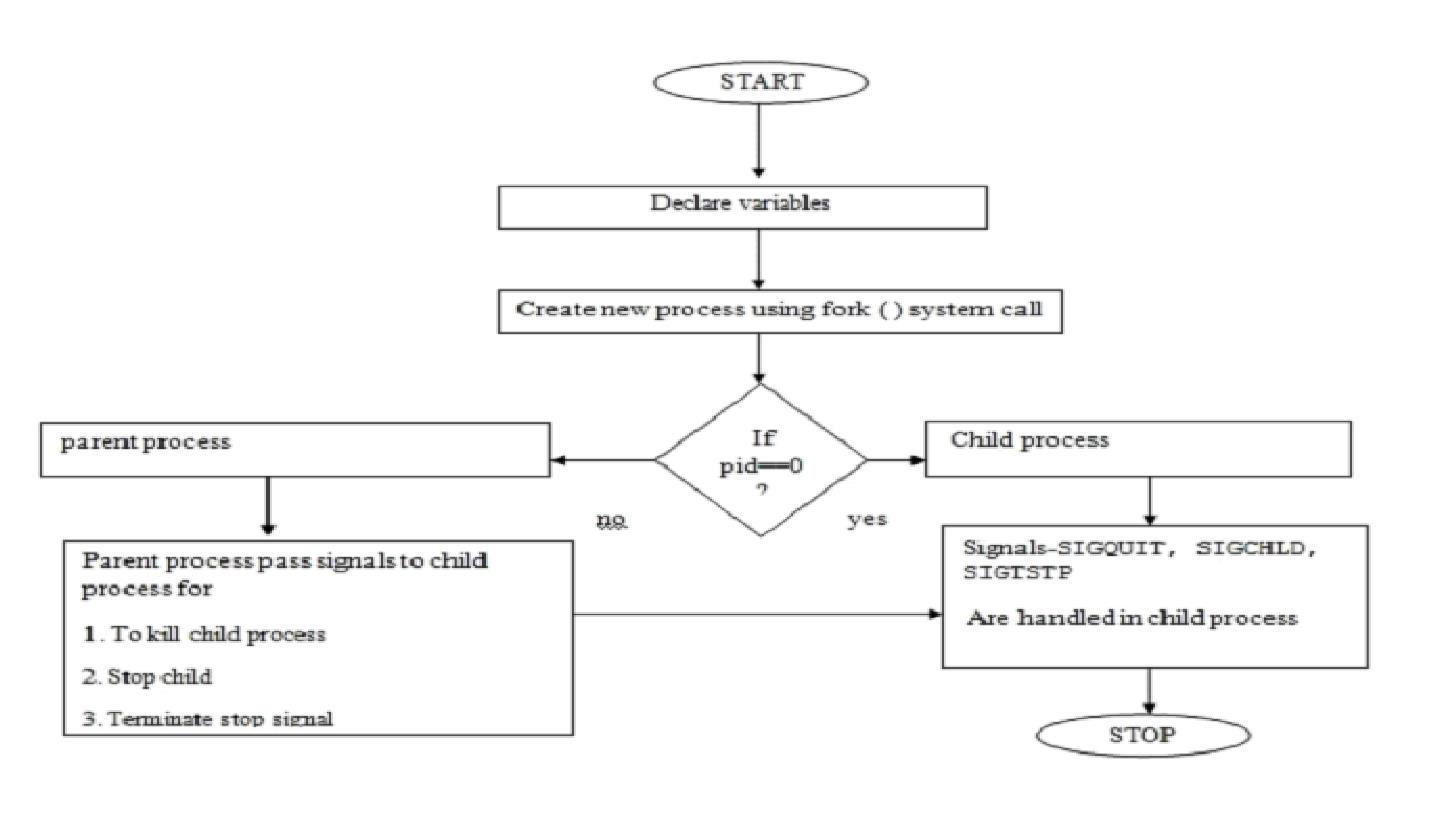 START
Declare variables
Create new process using fork ( ) system call
If
pid==0
?
parent process
Child process
no
yes
Parent process pass signals to child
process for
1. To kill child process
2. Stop child
3. Terminate stop signal
Signals-SIGQUIT, SIGCHLD,
SIGTSTP
Are handled in child process
STOP